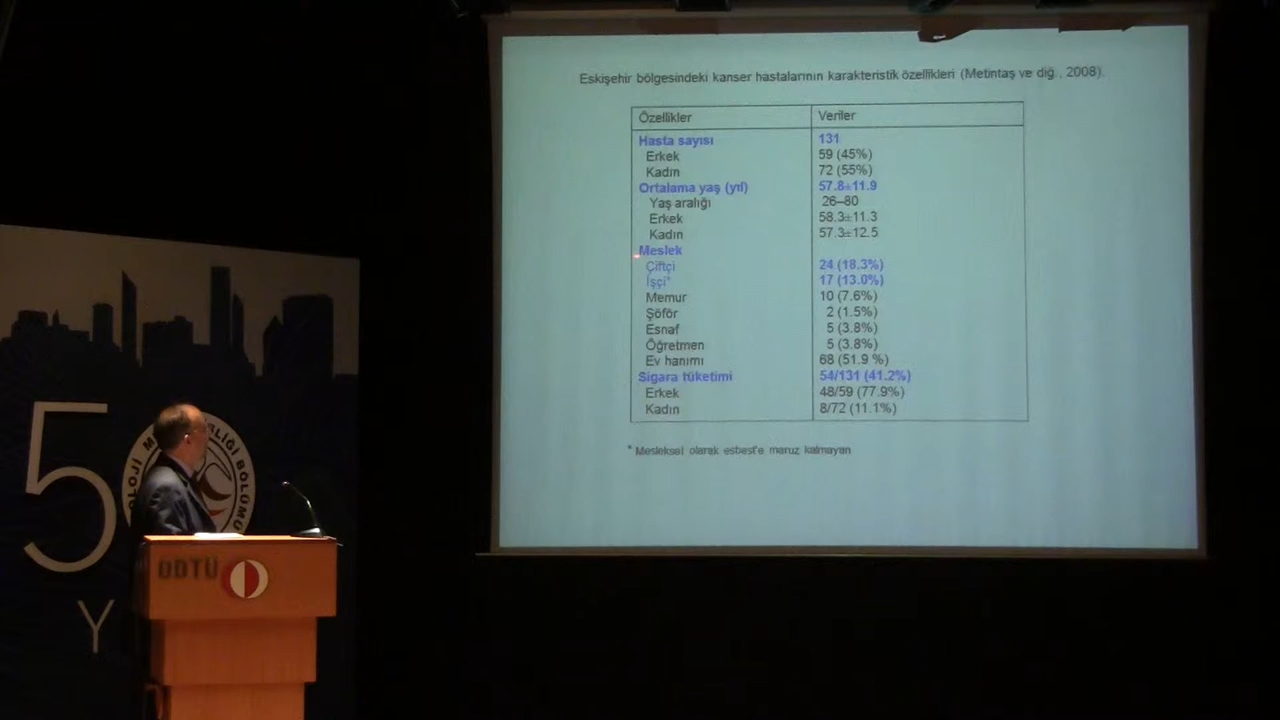 Eskişehir bölgesindeki kanser hastalarının karakteristik özellikleri (Metintaş ve diğ., 2008).
Özellikler Veriler
Hasta sayısı 131
Erkek 59 (45%)
Kadın 72 (55%)
Ortalama yaş (yıl) 57.8±11.9
Yaş aralığı 26–80
Erkek 58.3±11.3
Kadın 57.3±12.5
Meslek
Çiftçi 24 (18.3%)
İşçi* 17 (13.0%)
Memur 10 (7.6%)
Şöför 2 (1.5%)
Esnaf 5 (3.8%)
Öğretmen 5 (3.8%)
Ev hanımı 68 (51.9 %)
Sigara tüketimi 54/131 (41.2%)
Erkek 48/59 (77.9%)
Kadın 8/72 (11.1%)
* Mesleksel olarak esbest'e maruz kalmayan
5
Y
BÖLÜMÜ
ODTÜ